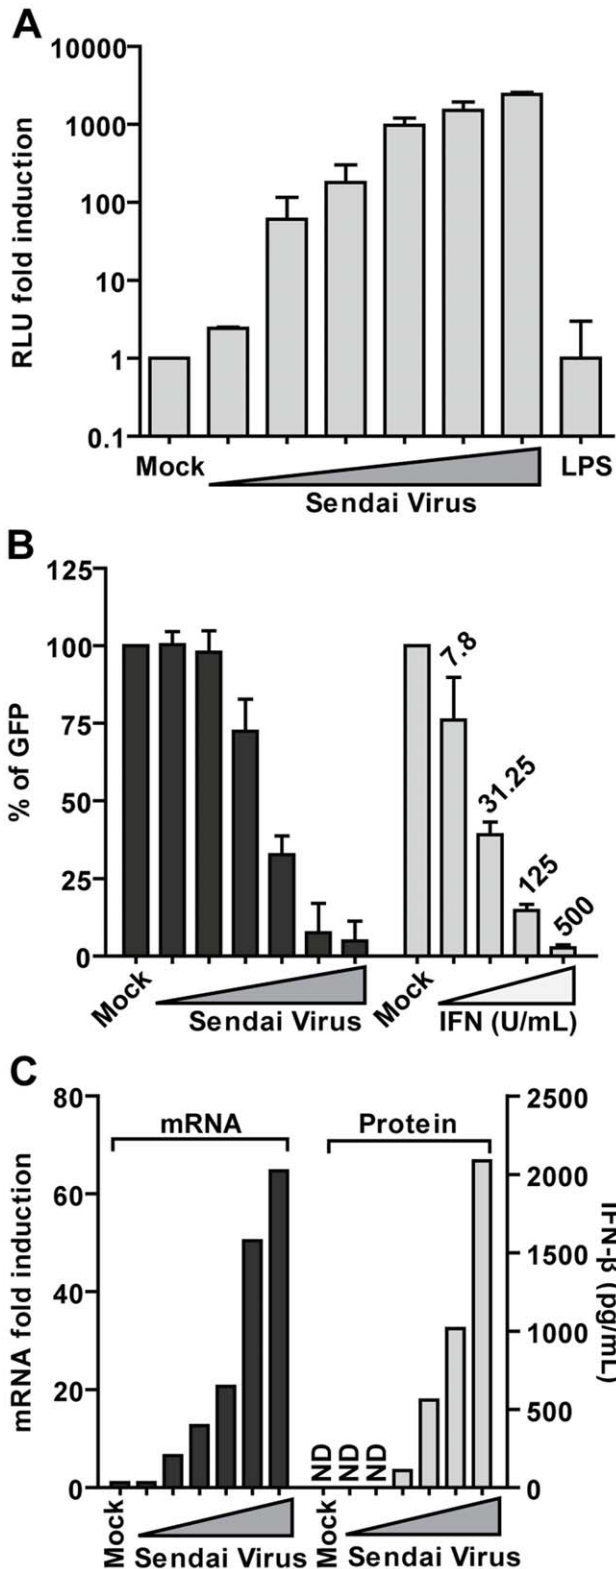 A
RLU fold induction
10000
1000
100
10
1
0.1
Mock
Sendai Virus
LPS
B
% of GFP
125
100
75
50
25
0
Mock
Sendai Virus
Mock
7.8
31.25
125
500
IFN (U/mL)
C
mRNA fold induction
80
60
40
20
0
mRNA
Protein
ND
ND
ND
2500
2000
1500
1000
500
0
IFN-β (pg/mL)
Mock
Sendai Virus
Mock
Sendai Virus